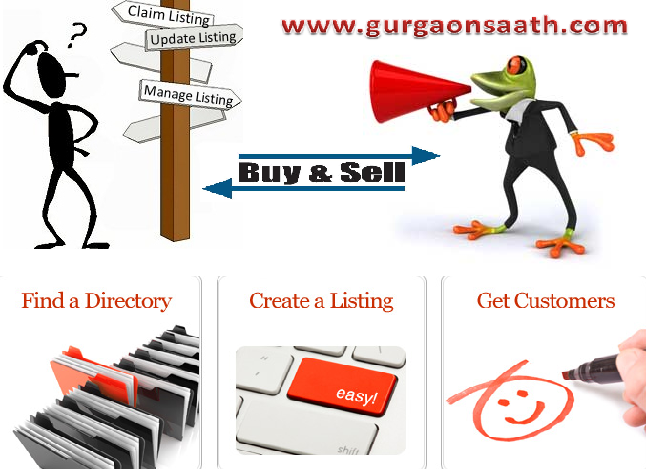 Claim Listing
www.gurgaonsaath.com
?
Update Listing
Manage Listing
Buy & Sell
Find a Directory
Create a Listing
Get Customers
easy!
shift